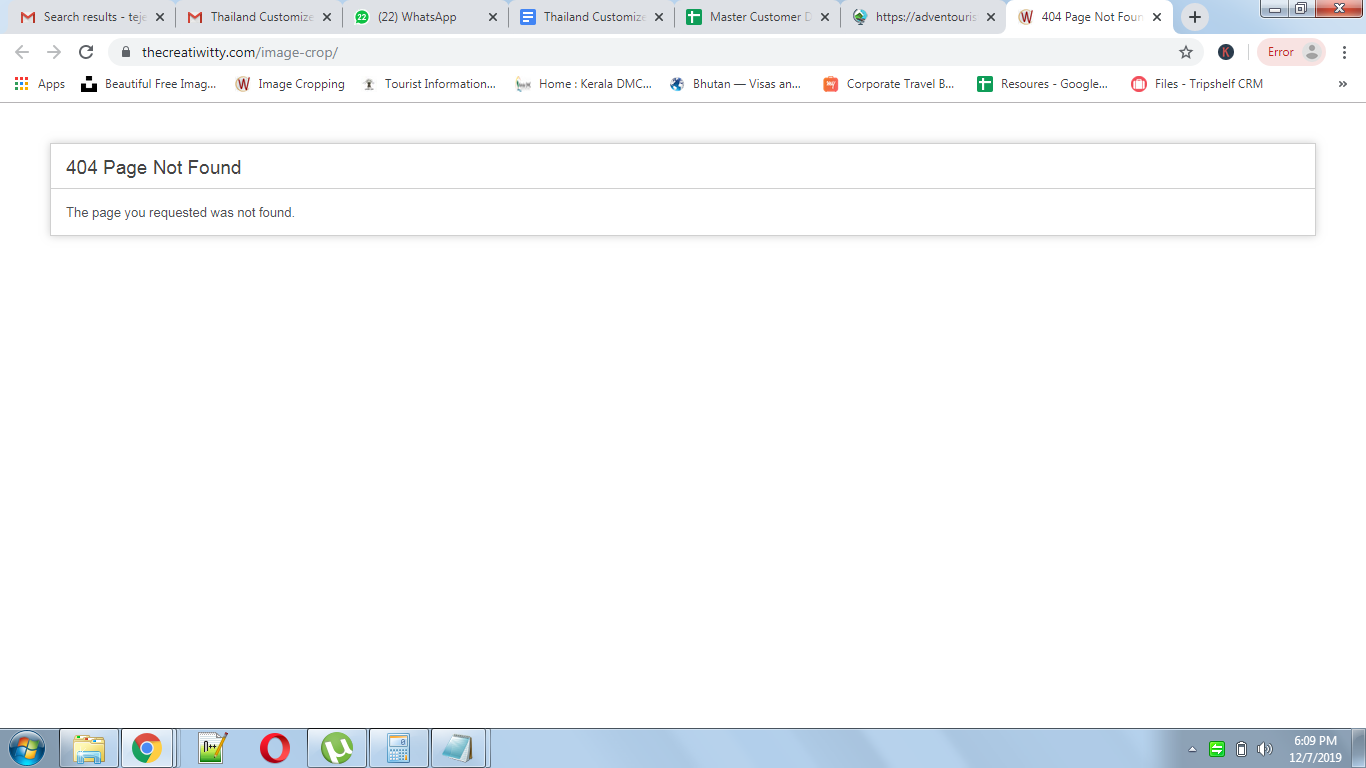 Search results - teje
Thailand Customize
22
(22) WhatsApp
Thailand Customize
Master Customer D
https://adventouris
W
404 Page Not Foun
thecreatiwitty.com/image-crop/
K
Error
Apps
Beautiful Free Imag...
W
Image Cropping
Tourist Information...
Home : Kerala DMC...
Bhutan — Visas an...
Corporate Travel B...
Resoures - Google...
Files - Tripshelf CRM
»
404 Page Not Found
The page you requested was not found.
6:09 PM
12/7/2019